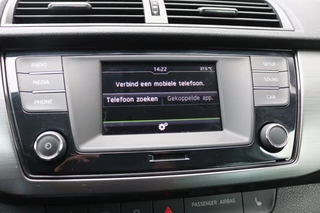 14:22 27.5°C
RADIO
MEDIA
PHONE
Verbind een mobiele telefoon.
Telefoon zoeken Gekoppelde app.
SETUP
SOUND
CAR
PASSENGER AIRBAG